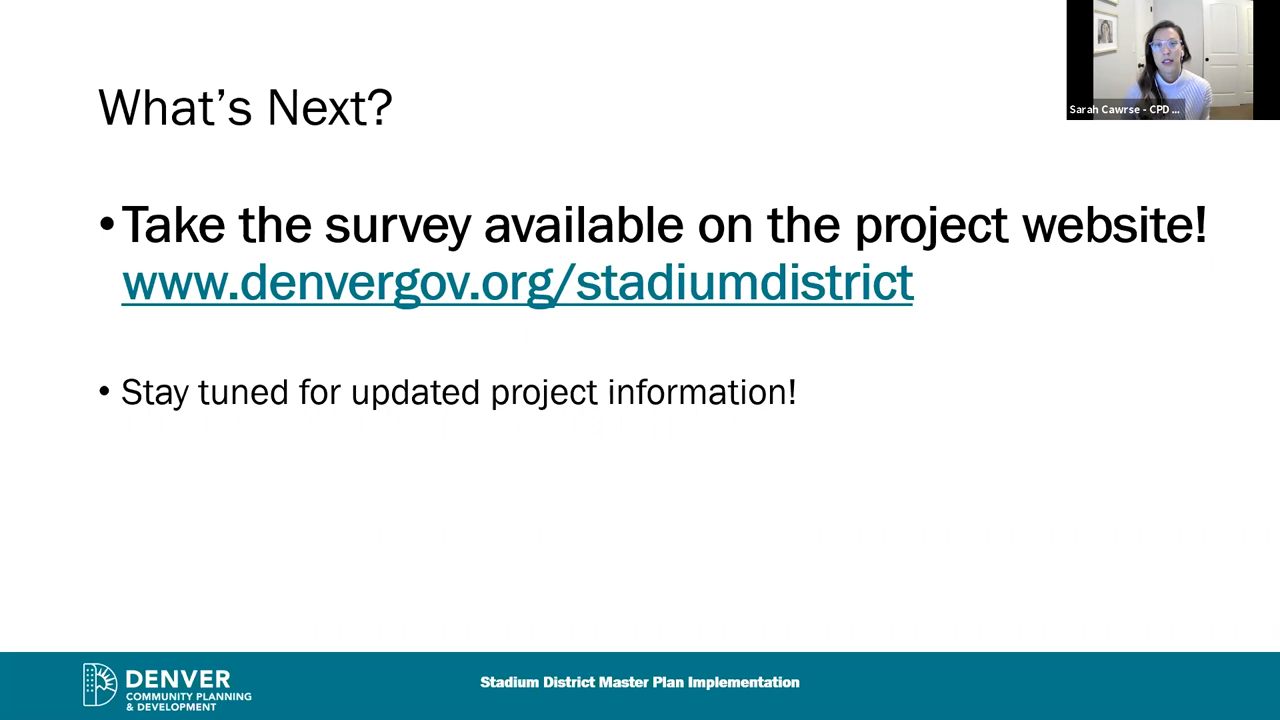 Sarah Cawrse - CPD ...
What's Next?
• Take the survey available on the project website!
www.denvergov.org/stadiumdistrict
• Stay tuned for updated project information!
DENVER
COMMUNITY PLANNING
& DEVELOPMENT
Stadium District Master Plan Implementation